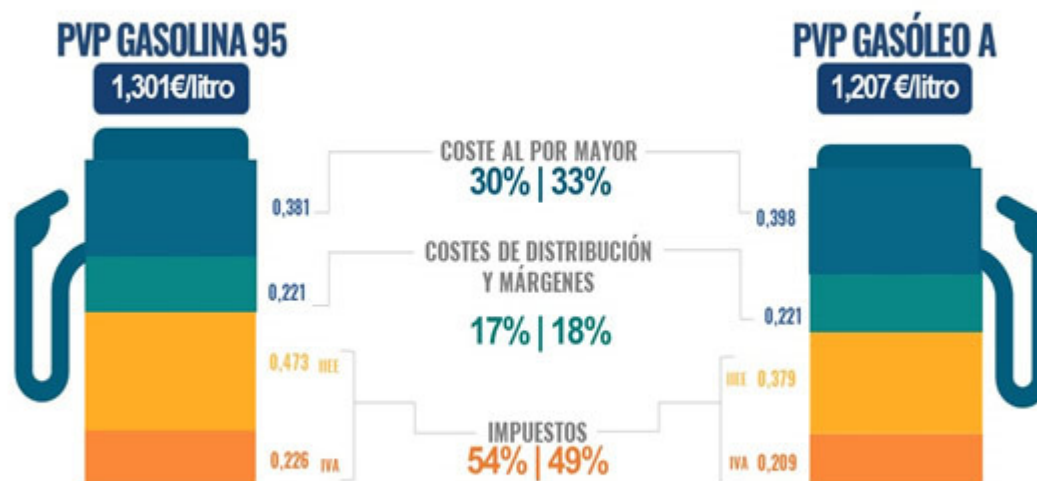 PVP GASOLINA 95
1,301€/litro
PVP GASÓLEO A
1,207 €/litro
COSTE AL POR MAYOR
30% | 33%
0,381
0,398
COSTES DE DISTRIBUCIÓN
Y MÁRGENES
17% | 18%
0,221
0,221
0,473 IIEE
IIEE 0,379
IMPUESTOS
54% | 49%
0,226 IVA
IVA 0,209